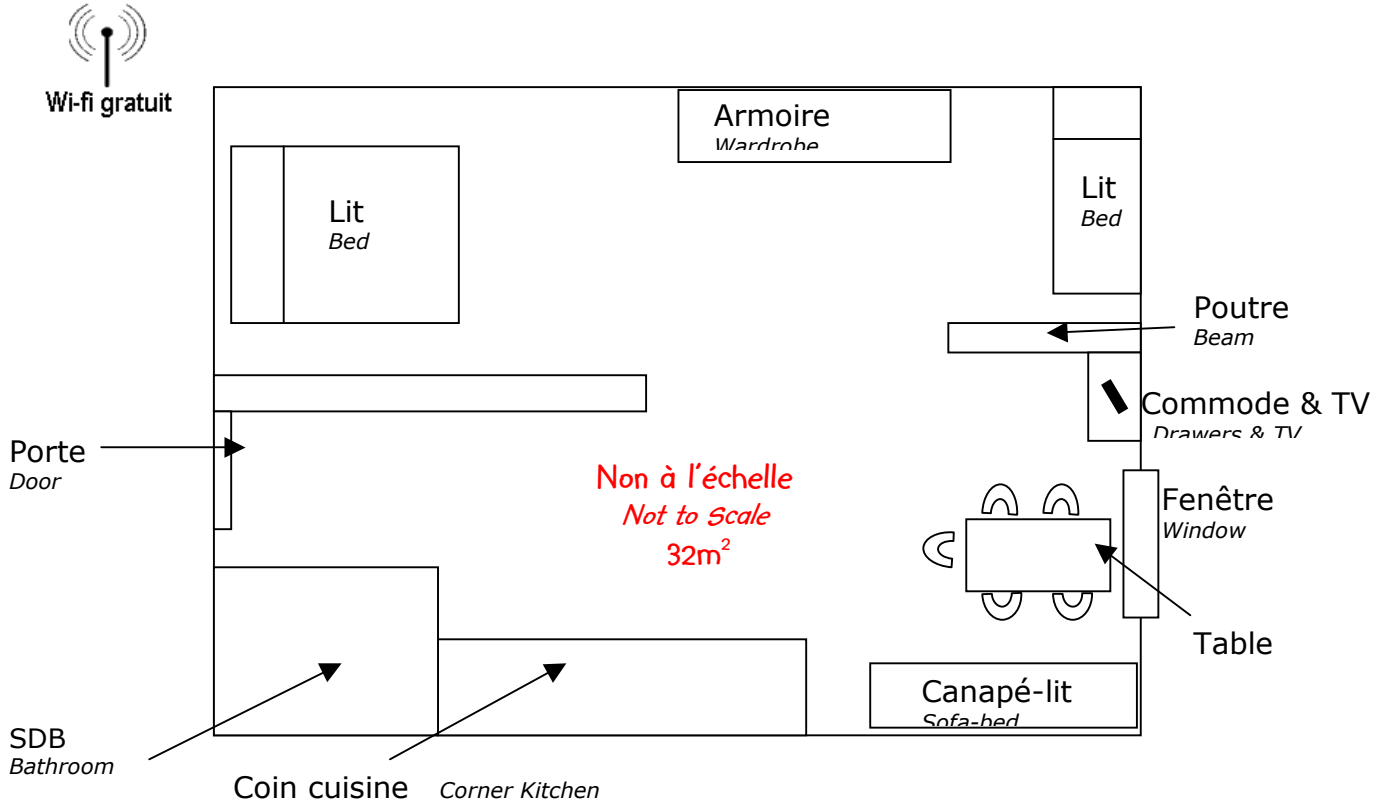 Wi-fi gratuit
Armoire
Wardrobe
Lit
Bed
Lit
Bed
Poutre
Beam
Commode & TV
Drawers & TV
Porte
Door
Non à l'échelle
Not to Scale
32m²
Fenêtre
Window
Table
Canapé-lit
Sofa-bed
SDB
Bathroom
Coin cuisine Corner Kitchen